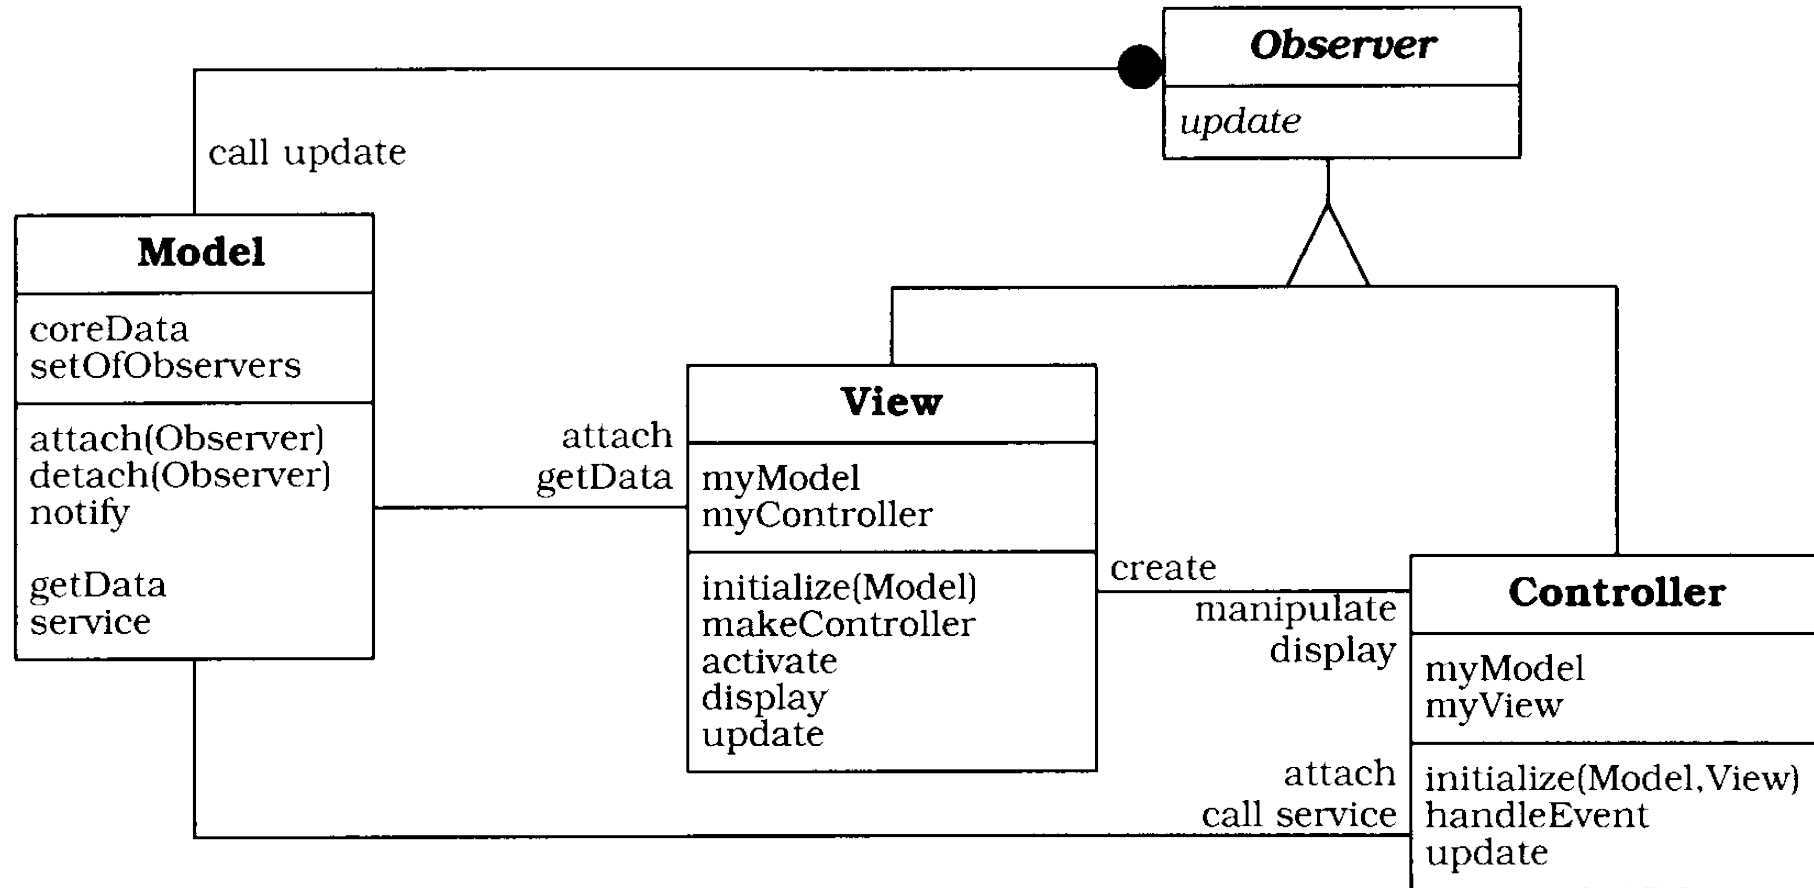 Observer
update
call update
Model
coreData
setOfObservers
attach(Observer)
detach(Observer)
notify
getData
service
attach
getData
View
myModel
myController
initialize(Model)
makeController
activate
display
update
create
manipulate
display
Controller
myModel
myView
attach
call service
initialize(Model,View)
handleEvent
update